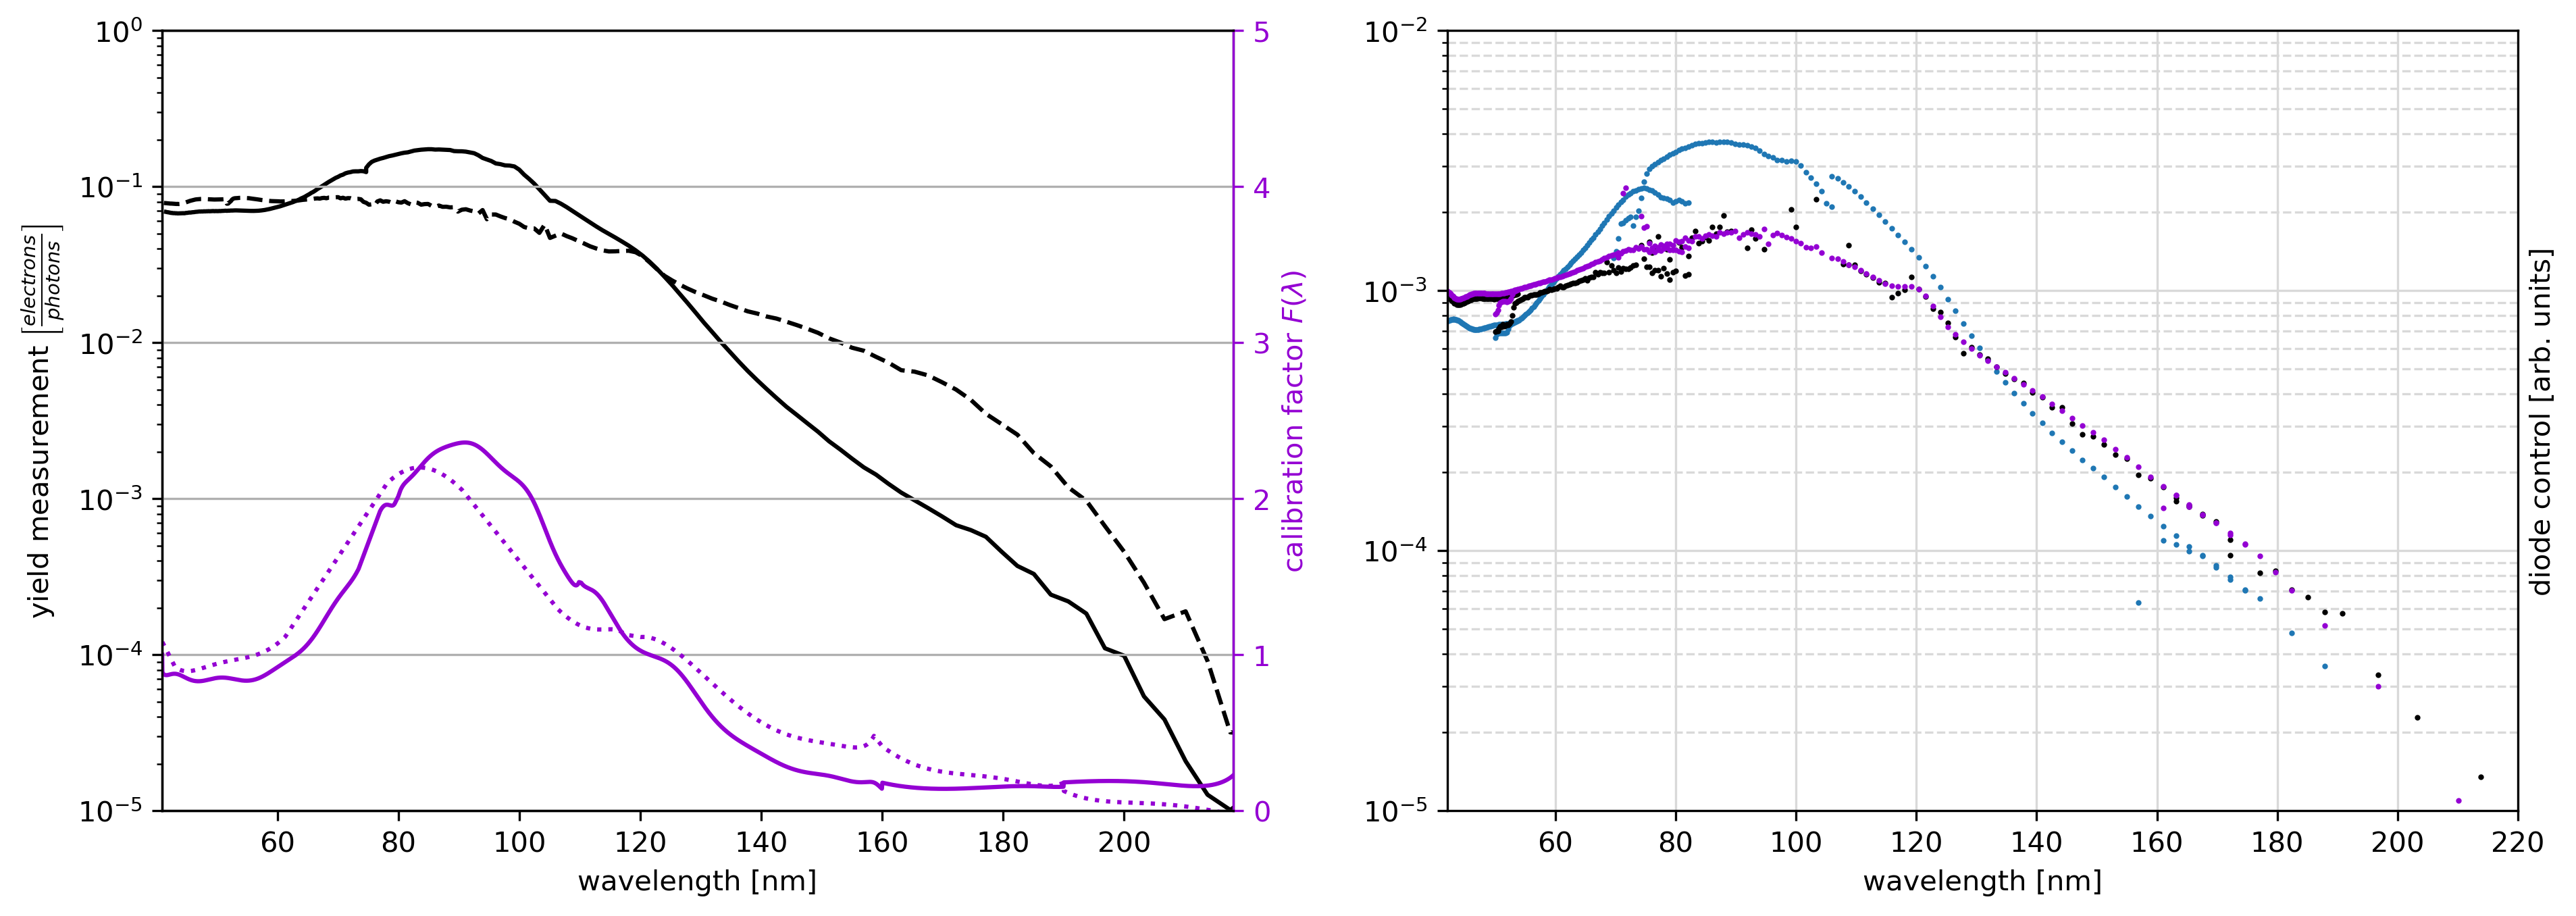 10⁰
10⁻¹
10⁻²
10⁻³
10⁻⁴
10⁻⁵
yield measurement [electrons/photons]
60 80 100 120 140 160 180 200
wavelength [nm]
5
4
3
2
1
0
calibration factor F(λ)
10⁻²
10⁻³
10⁻⁴
10⁻⁵
60 80 100 120 140 160 180 200 220
wavelength [nm]
diode control [arb. units]